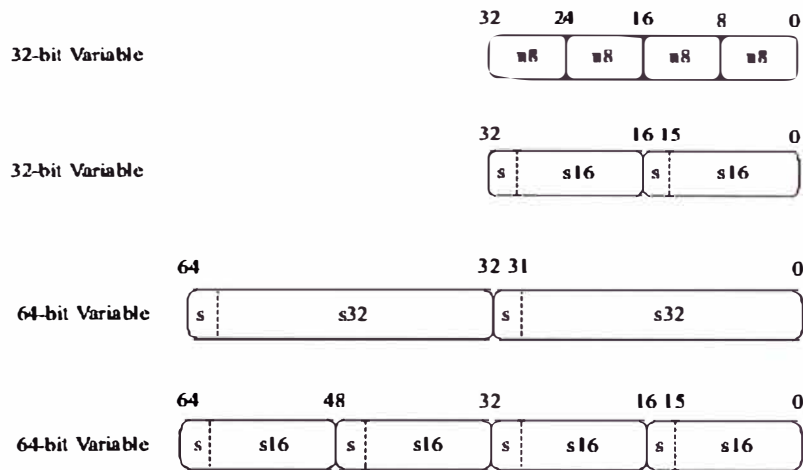 32 24 16 8 0
32-bit Variable u8 u8 u8 u8
32 16 15 0
32-bit Variable s s16 s s16
64 32 31 0
64-bit Variable s s32 s s32
64 48 32 16 15 0
64-bit Variable s s16 s s16 s s16 s s16